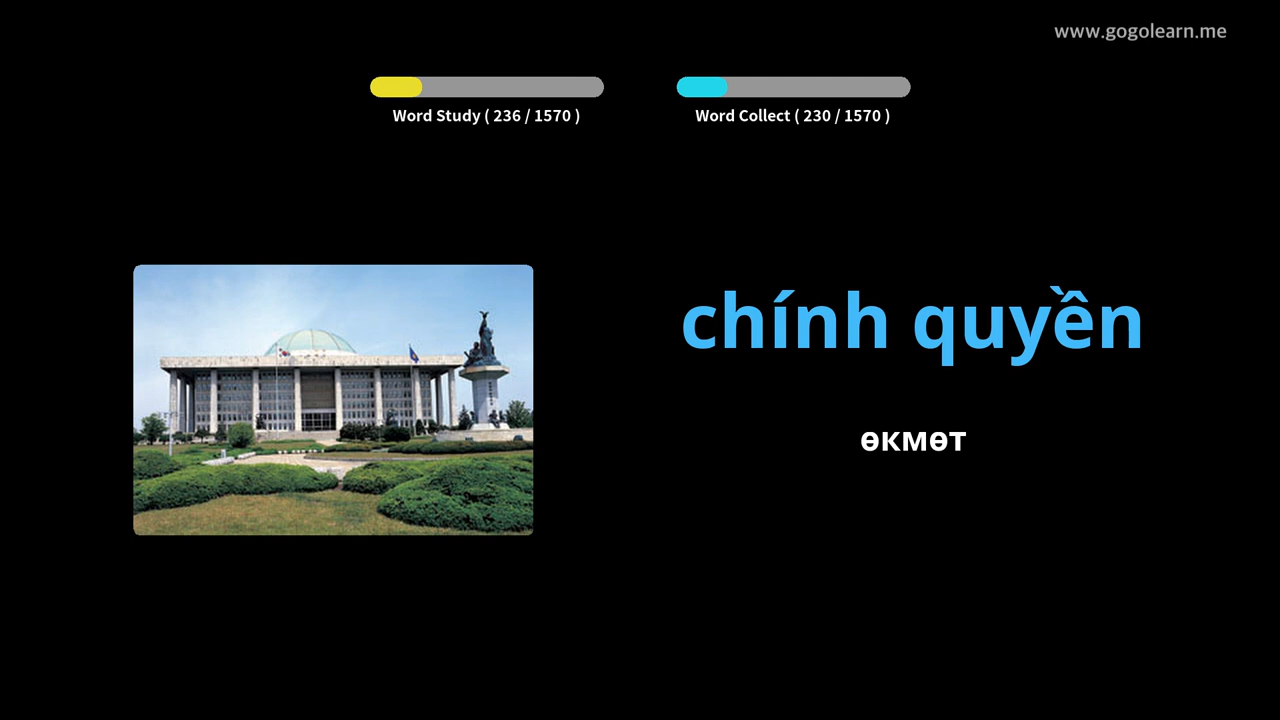 www.gogolearn.me
Word Study ( 236 / 1570 )
Word Collect ( 230 / 1570 )
chính quyền
өкмөт